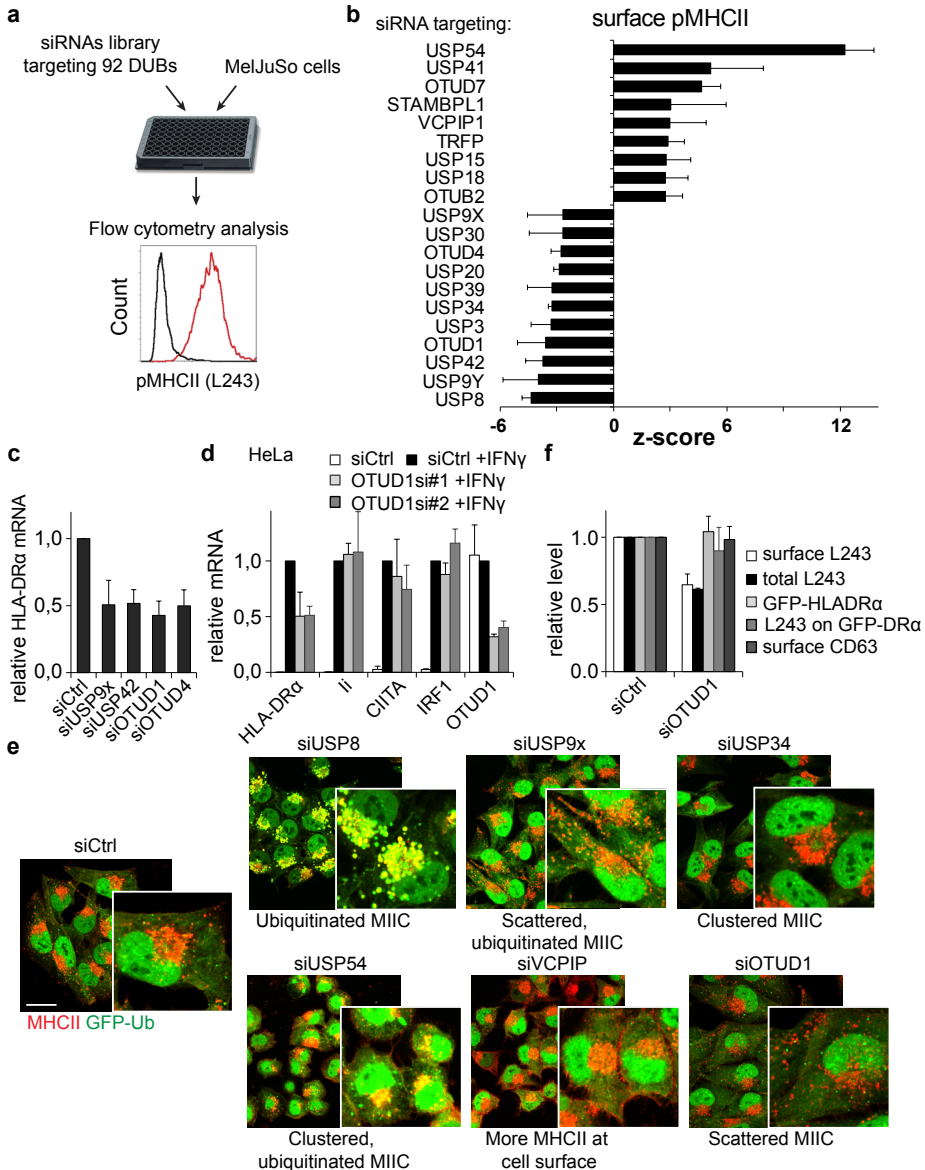 a
siRNAs library
targeting 92 DUBs
MelJuSo cells
Flow cytometry analysis
Count
pMHCII (L243)
b
siRNA targeting:
surface pMHCII
USP54
USP41
OTUD7
STAMBPL1
VCPIP1
TRFP
USP15
USP18
OTUB2
USP9X
USP30
OTUD4
USP20
USP39
USP34
USP3
OTUD1
USP42
USP9Y
USP8
-6 0 6 12
z-score
c
relative HLA-DRα mRNA
1,0
0.5
0.0
siCtrl
siUSP9x
siUSP42
siOTUD1
siOTUD4
d
HeLa
siCtrl
siCtrl +IFNγ
OTUD1si#1 +IFNγ
OTUD1si#2 +IFNγ
relative mRNA
1,0
0.5
0.0
HLA-DRα
Ii
CIITA
IRF1
OTUD1
f
relative level
1,0
0.5
0.0
siCtrl
siOTUD1
surface L243
total L243
GFP-HLADRα
L243 on GFP-DRα
surface CD63
e
siCtrl
MHCII GFP-Ub
siUSP8
Ubiquitinated MIIC
siUSP9x
Scattered,
ubiquitinated MIIC
siUSP34
Clustered MIIC
siUSP54
Clustered,
ubiquitinated MIIC
siVCPIP
More MHCII at
cell surface
siOTUD1
Scattered MIIC